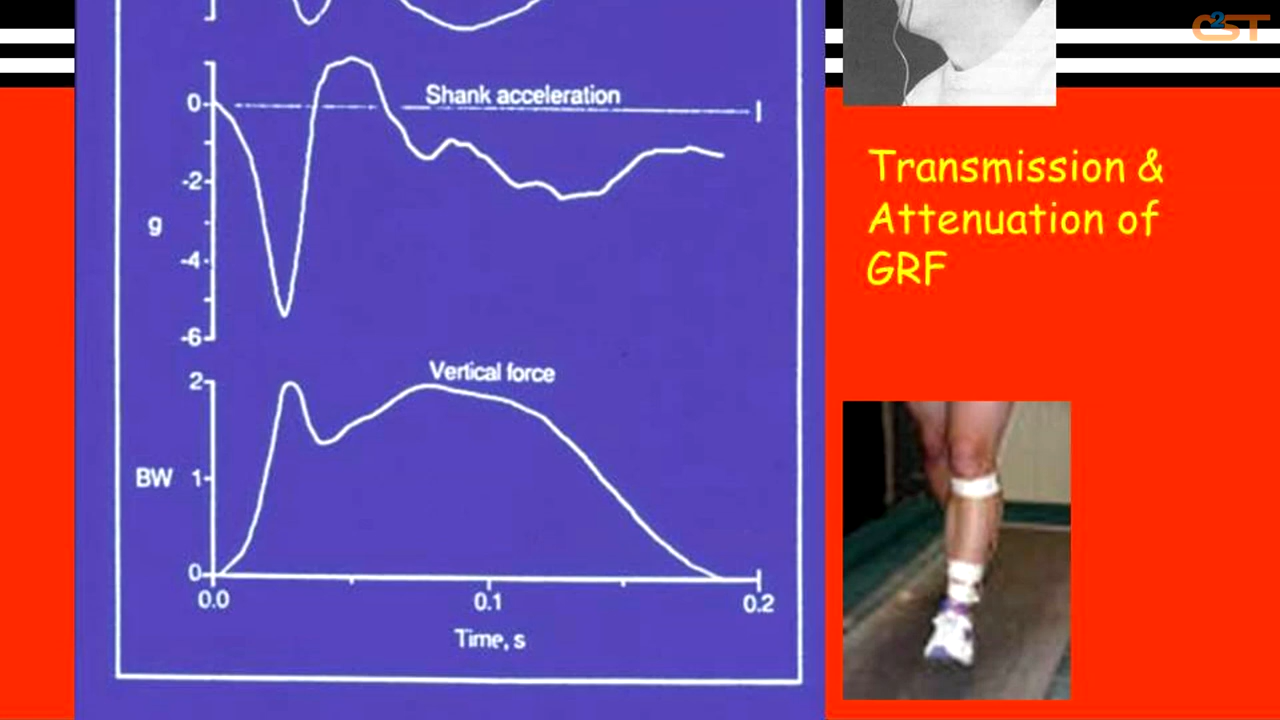 C2ST
0
Shank acceleration
-2
g
-4
-6
Vertical force
2
BW
1
0
0.0
0.1
0.2
Time, s
Transmission &
Attenuation of
GRF